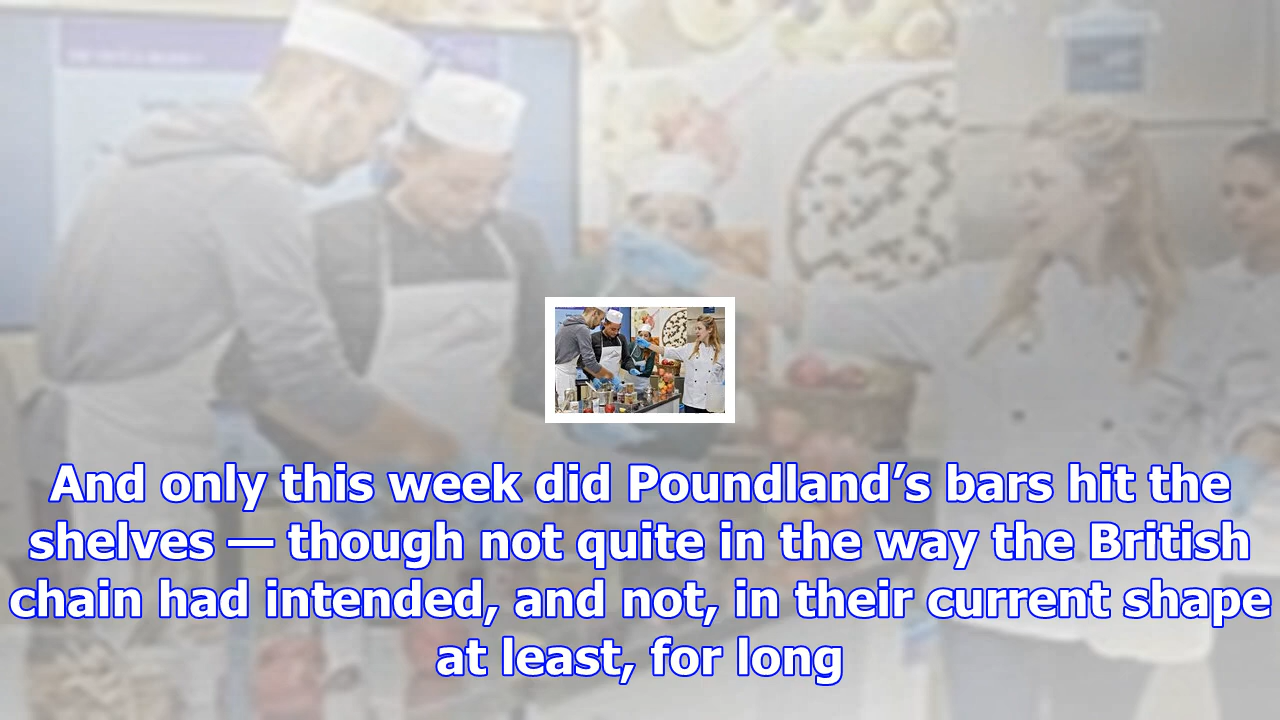 And only this week did Poundland’s bars hit the
shelves — though not quite in the way the British
chain had intended, and not, in their current shape
at least, for long